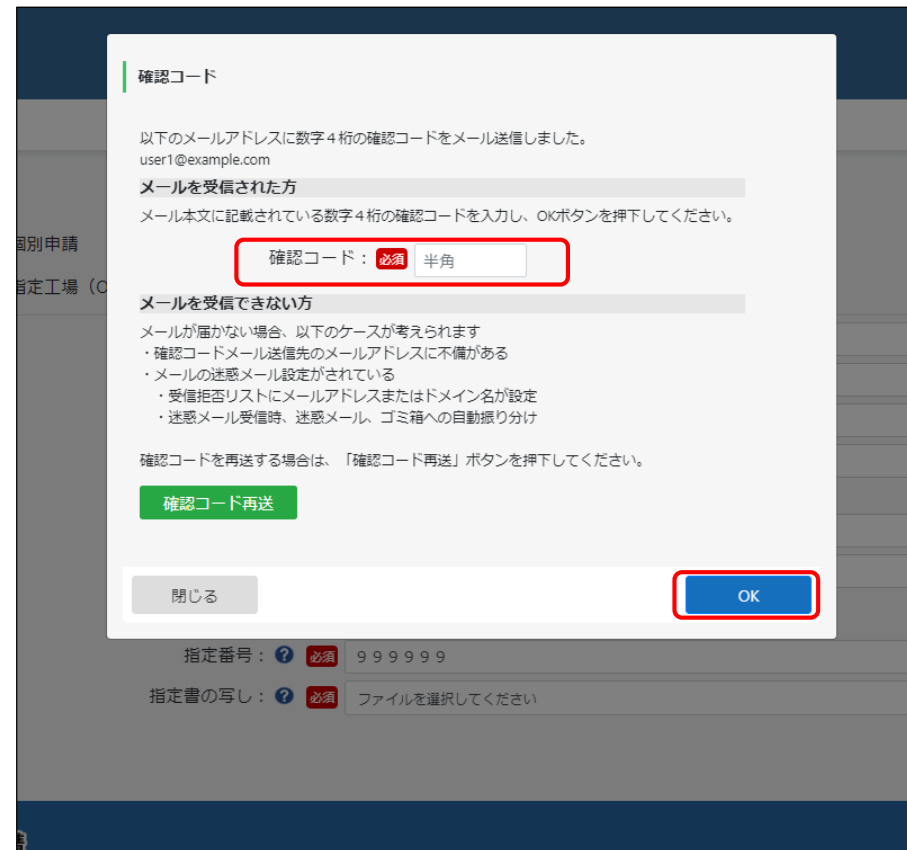 確認コード
以下のメールアドレスに数字4桁の確認コードをメール送信しました。
user1@example.com
メールを受信された方
メール本文に記載されている数字4桁の確認コードを入力し、OKボタンを押下してください。
確認コード: 必須 半角
メールを受信できない方
メールが届かない場合、以下のケースが考えられます
・確認コードメール送信先のメールアドレスに不備がある
・メールの迷惑メール設定がされている
・受信拒否リストにメールアドレスまたはドメイン名が設定
・迷惑メール受信時、迷惑メール、ゴミ箱への自動振り分け
確認コードを再送する場合は、「確認コード再送」ボタンを押下してください。
確認コード再送
閉じる OK
別申請
定工場(C
指定番号: ? 必須 999999
指定書の写し: ? 必須 ファイルを選択してください